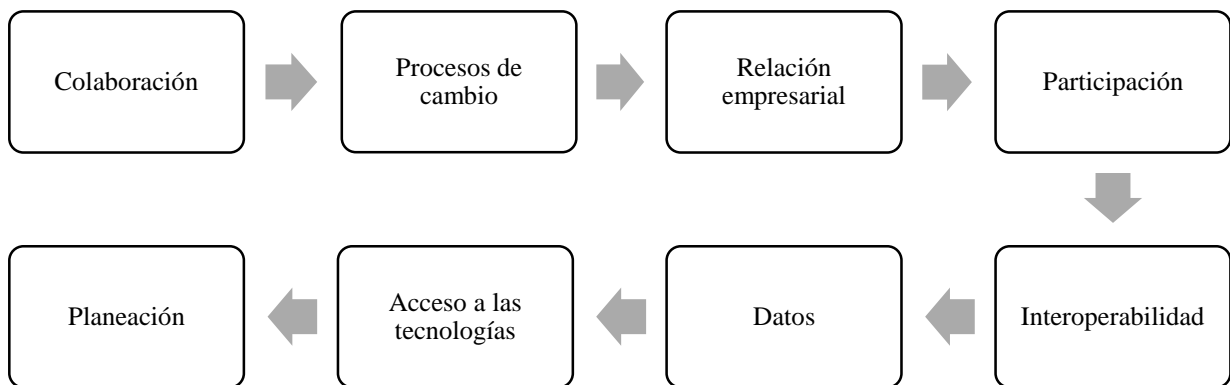 Colaboración
Procesos de
cambio
Relación
empresarial
Participación
Interoperabilidad
Datos
Acceso a las
tecnologías
Planeación